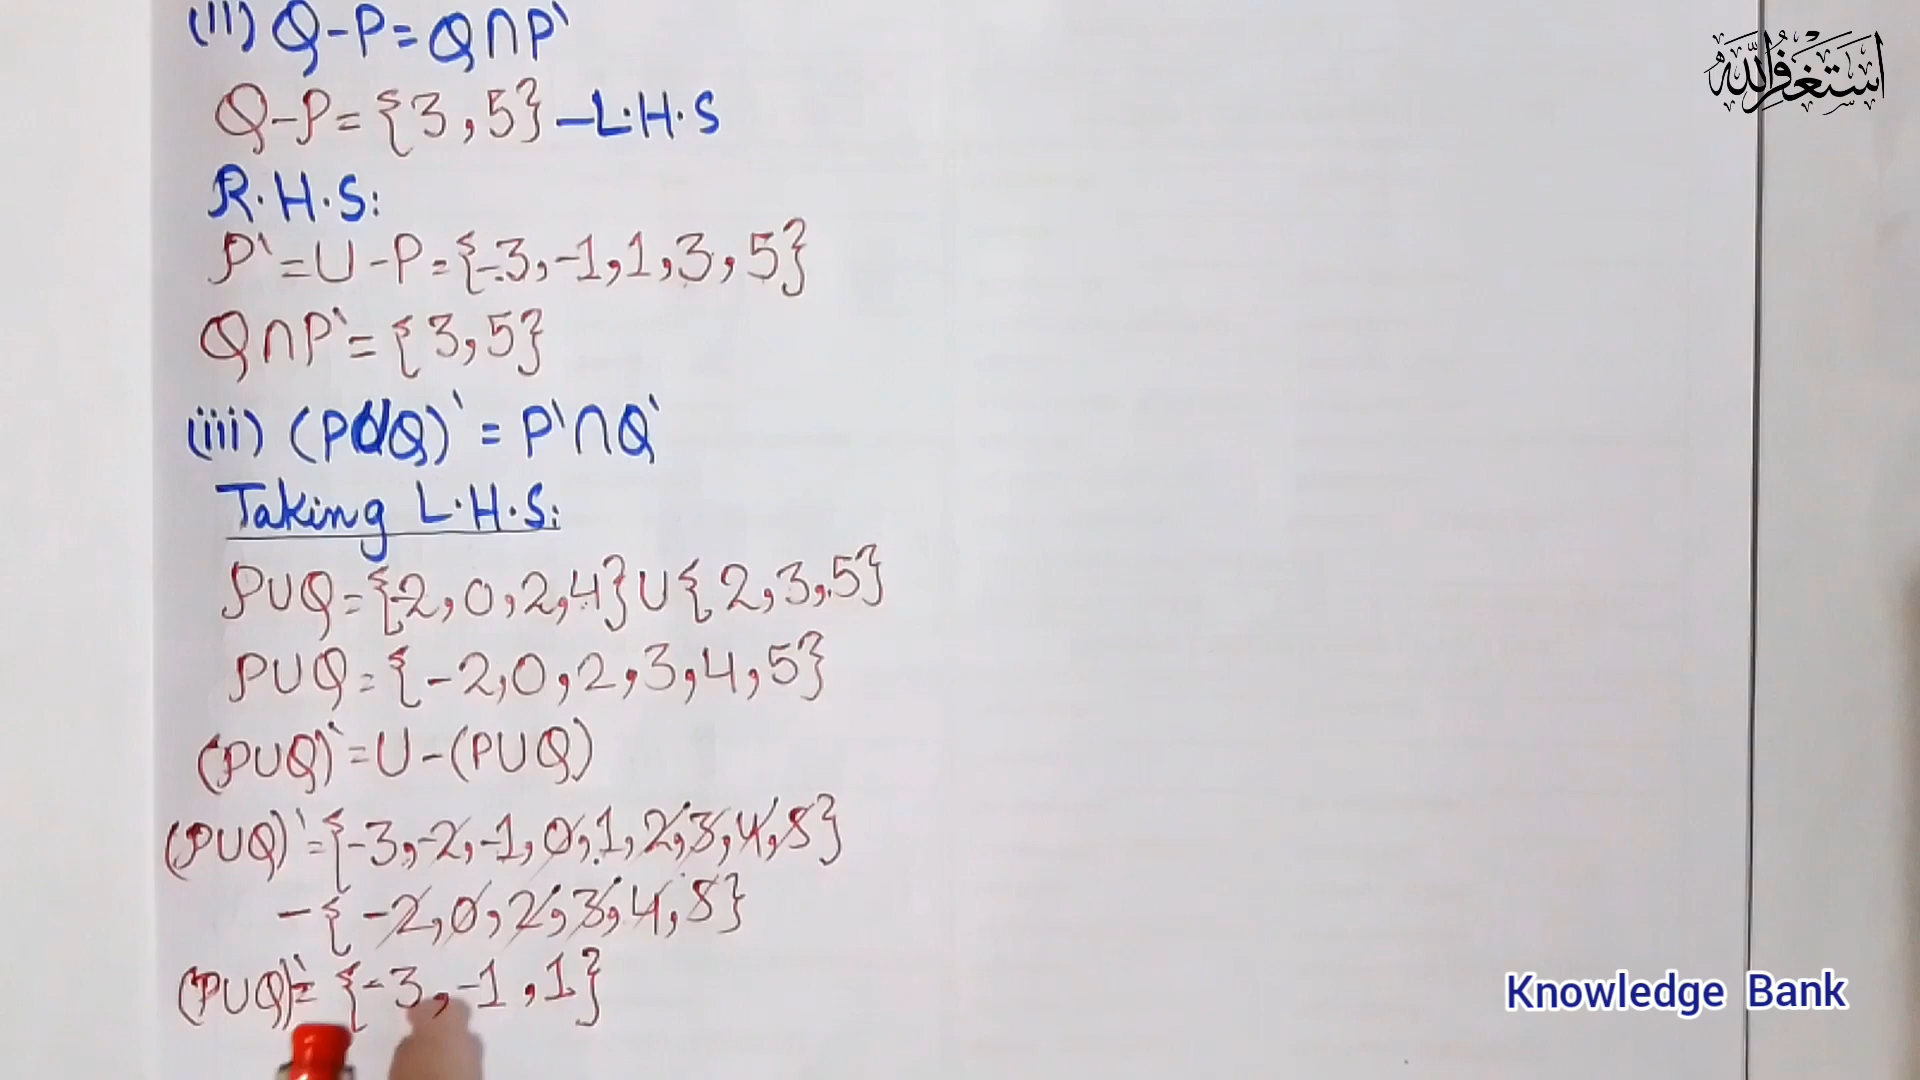 (ii) Q-P=Q∩P'
استغفرالله
Q-P= {3,5} -L.H.S
R.H.S:
P'=U-P={-3,-1,1,3,5}
Q∩P'= {3,5}
(iii) (P∪Q)'= P'∩Q'
Taking L.H.S:
P∪Q={-2,0,2,4}∪{2,3,5}
P∪Q={-2,0,2,3,4,5}
(P∪Q)'=U-(P∪Q)
(P∪Q)'={-3,-2,-1,0,1,2,3,4,5}
-{-2,0,2,3,4,5}
(P∪Q)'={-3,-1,1}
Knowledge Bank